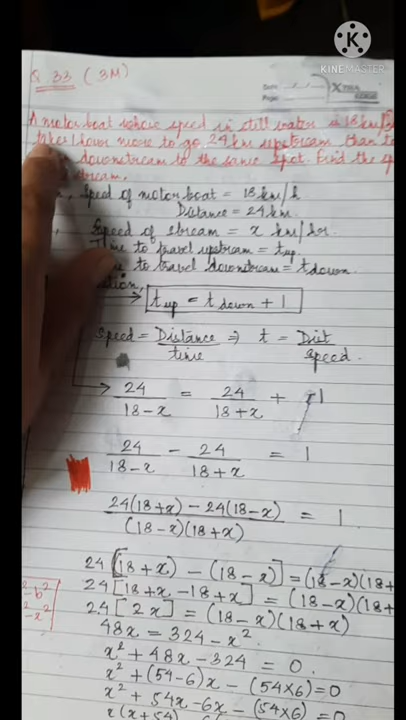 KINEMASTER
Q 33 (3M)
Date
Page
A motor boat whose speed in still water is 18 km/
takes 1 hour more to go 24 km upstream than to
downstream to the same spot. Find the sp
stream.
, Speed of motor boat = 18 km/h
Distance = 24 km.
Speed of stream = x km/hr.
Time to travel upstream = tup
to travel downstream = tdown
tup = tdown + 1
Speed = Distance/time ⇒ t = Dist/speed.
24/(18-x) = 24/(18+x) + 1
24/(18-x) - 24/(18+x) = 1
(24(18+x) - 24(18-x))/((18-x)(18+x)) = 1
24[(18+x) - (18-x)] = (18-x)(18+
24[18+x-18+x] = (18-x)(18+
24[2x] = (18-x)(18+x)
48x = 324 - x².
x² + 48x - 324 = 0.
x² + (54-6)x - (54×6) = 0
x² + 54x - 6x - (54×6) = 0